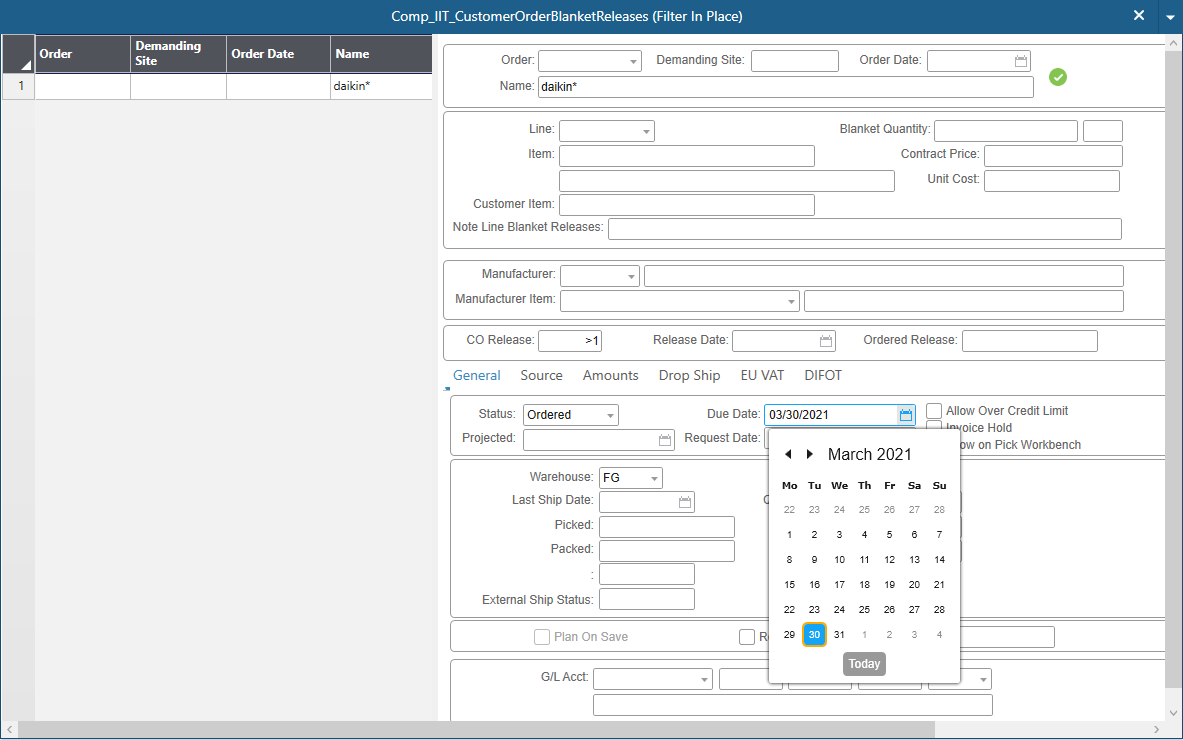 Comp_IIT_CustomerOrderBlanketReleases (Filter In Place)
Order Demanding Site Order Date Name
1 daikin*
Order: Demanding Site: Order Date:
Name: daikin*
Line: Blanket Quantity:
Item: Contract Price:
Unit Cost:
Customer Item:
Note Line Blanket Releases:
Manufacturer:
Manufacturer Item:
CO Release: >1 Release Date: Ordered Release:
General Source Amounts Drop Ship EU VAT DIFOT
Status: Ordered Due Date: 03/30/2021 Allow Over Credit Limit
Invoice Hold
Projected: Request Date: on Pick Workbench
March 2021
Mo Tu We Th Fr Sa Su
22 23 24 25 26 27 28
1 2 3 4 5 6 7
8 9 10 11 12 13 14
15 16 17 18 19 20 21
22 23 24 25 26 27 28
29 30 31 1 2 3 4
Today
Warehouse: FG
Last Ship Date:
Picked:
Packed:
:
External Ship Status:
Plan On Save
G/L Acct: